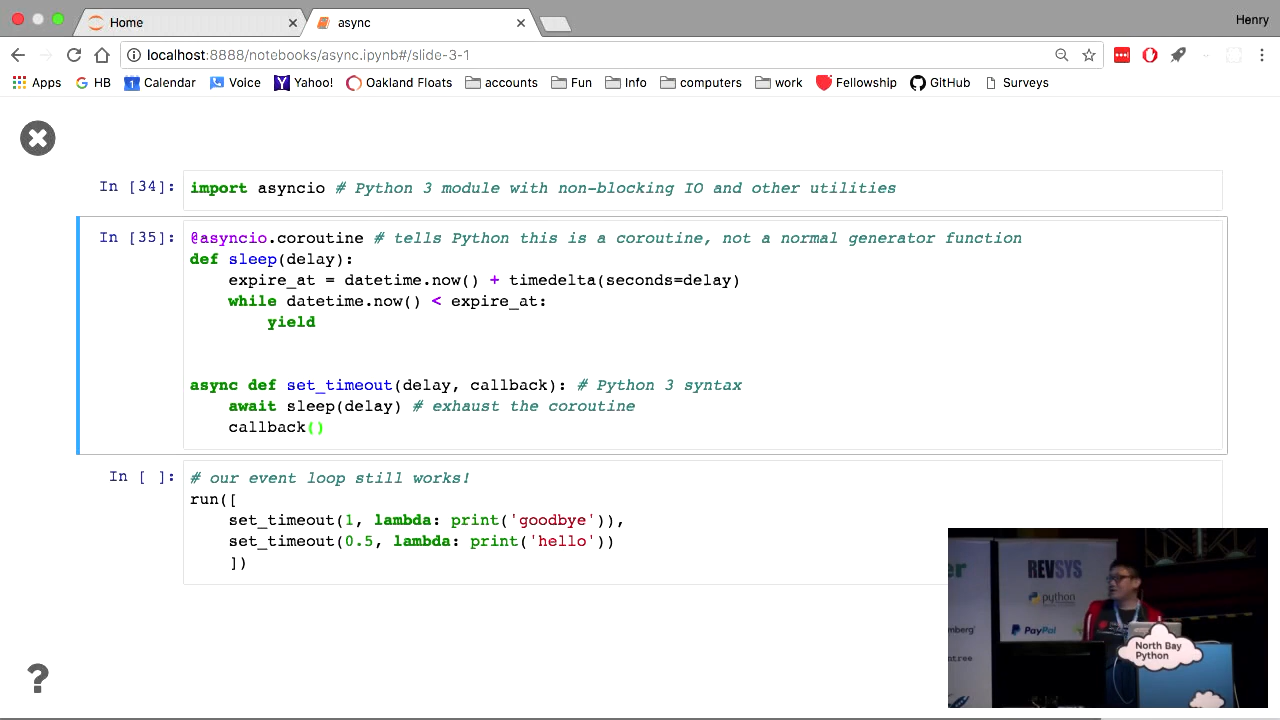 Home
async
Henry
localhost:8888/notebooks/async.ipynb#/slide-3-1
Apps
G HB
1 Calendar
Voice
Y Yahoo!
Oakland Floats
accounts
Fun
Info
computers
work
Fellowship
GitHub
Surveys
In [34]:
import asyncio # Python 3 module with non-blocking IO and other utilities
In [35]:
@asyncio.coroutine # tells Python this is a coroutine, not a normal generator function
def sleep(delay):
    expire_at = datetime.now() + timedelta(seconds=delay)
    while datetime.now() < expire_at:
        yield
async def set_timeout(delay, callback): # Python 3 syntax
    await sleep(delay) # exhaust the coroutine
    callback()
In [ ]:
# our event loop still works!
run([
    set_timeout(1, lambda: print('goodbye')),
    set_timeout(0.5, lambda: print('hello'))
    ])
REVSYS
python
PayPal
North Bay
Python
?